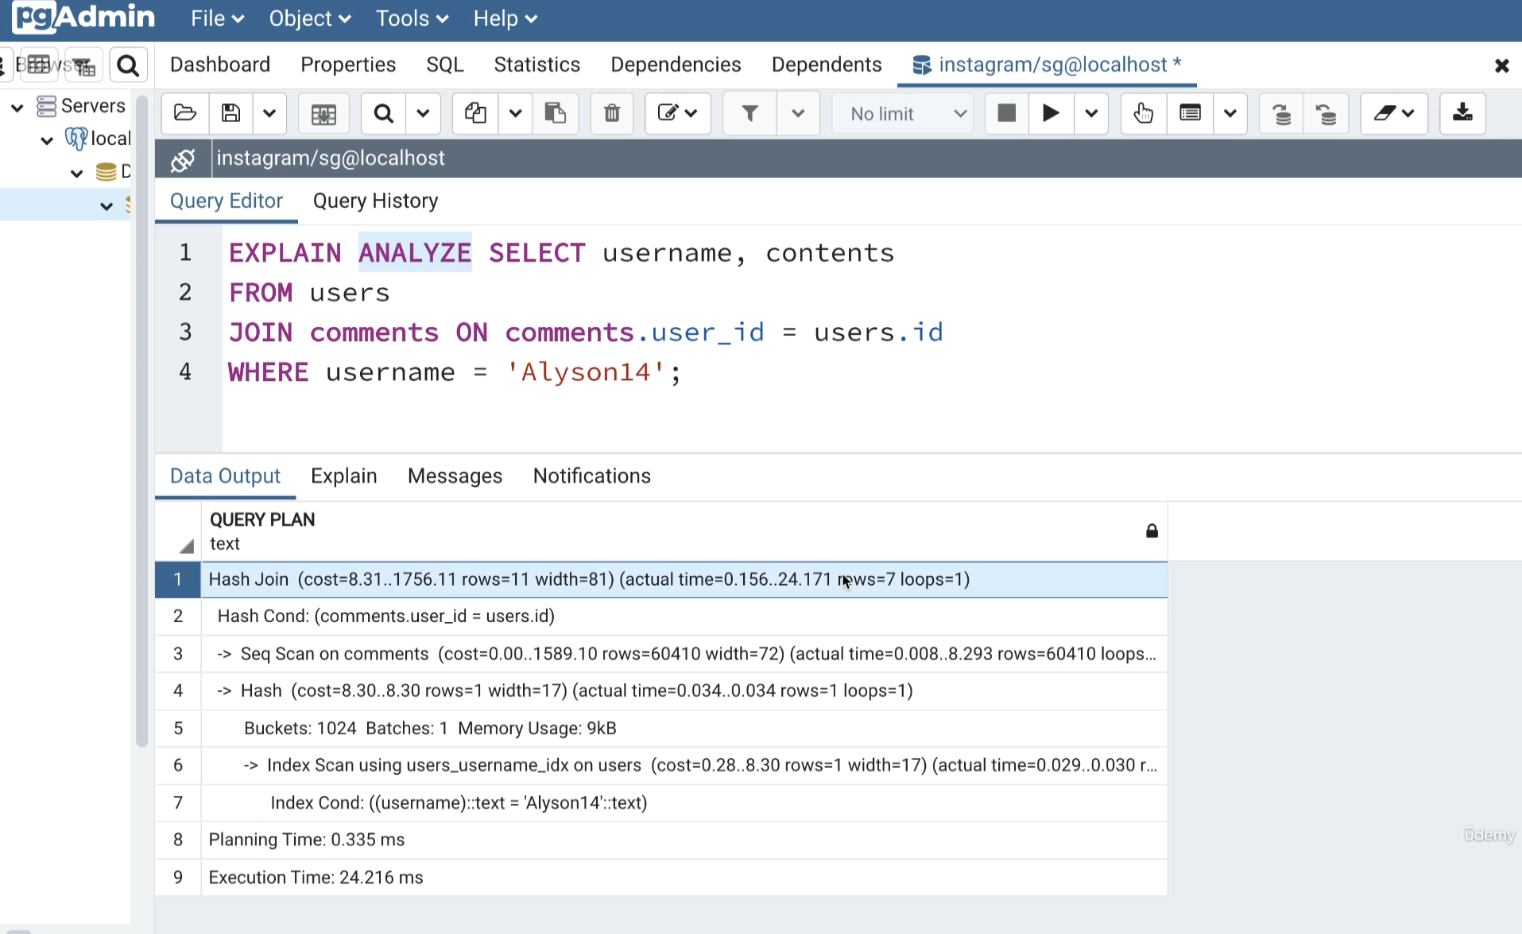 pgAdmin File Object Tools Help
Dashboard Properties SQL Statistics Dependencies Dependents instagram/sg@localhost *
Servers
local
D
No limit
instagram/sg@localhost
Query Editor Query History
1 EXPLAIN ANALYZE SELECT username, contents
2 FROM users
3 JOIN comments ON comments.user_id = users.id
4 WHERE username = 'Alyson14';
Data Output Explain Messages Notifications
QUERY PLAN
text
1 Hash Join (cost=8.31..1756.11 rows=11 width=81) (actual time=0.156..24.171 rows=7 loops=1)
2 Hash Cond: (comments.user_id = users.id)
3 -> Seq Scan on comments (cost=0.00..1589.10 rows=60410 width=72) (actual time=0.008..8.293 rows=60410 loops...
4 -> Hash (cost=8.30..8.30 rows=1 width=17) (actual time=0.034..0.034 rows=1 loops=1)
5 Buckets: 1024 Batches: 1 Memory Usage: 9kB
6 -> Index Scan using users_username_idx on users (cost=0.28..8.30 rows=1 width=17) (actual time=0.029..0.030 r...
7 Index Cond: ((username)::text = 'Alyson14'::text)
8 Planning Time: 0.335 ms
9 Execution Time: 24.216 ms
ûdemy